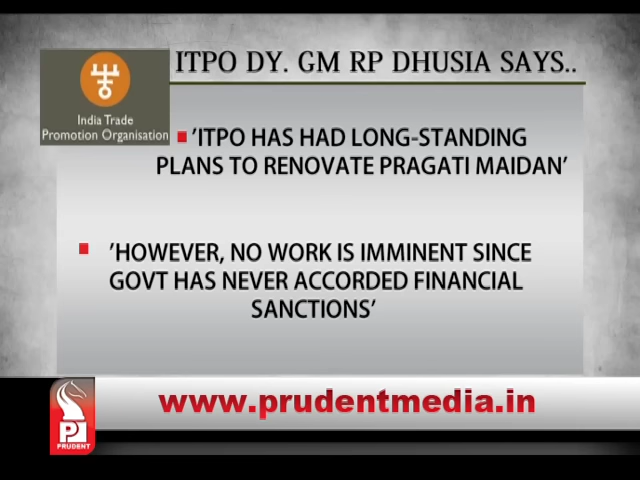 ITPO DY. GM RP DHUSIA SAYS..
India Trade
Promotion Organisation
'ITPO HAS HAD LONG-STANDING
PLANS TO RENOVATE PRAGATI MAIDAN'
'HOWEVER, NO WORK IS IMMINENT SINCE
GOVT HAS NEVER ACCORDED FINANCIAL
SANCTIONS'
www.prudentmedia.in
P
PRUDENT